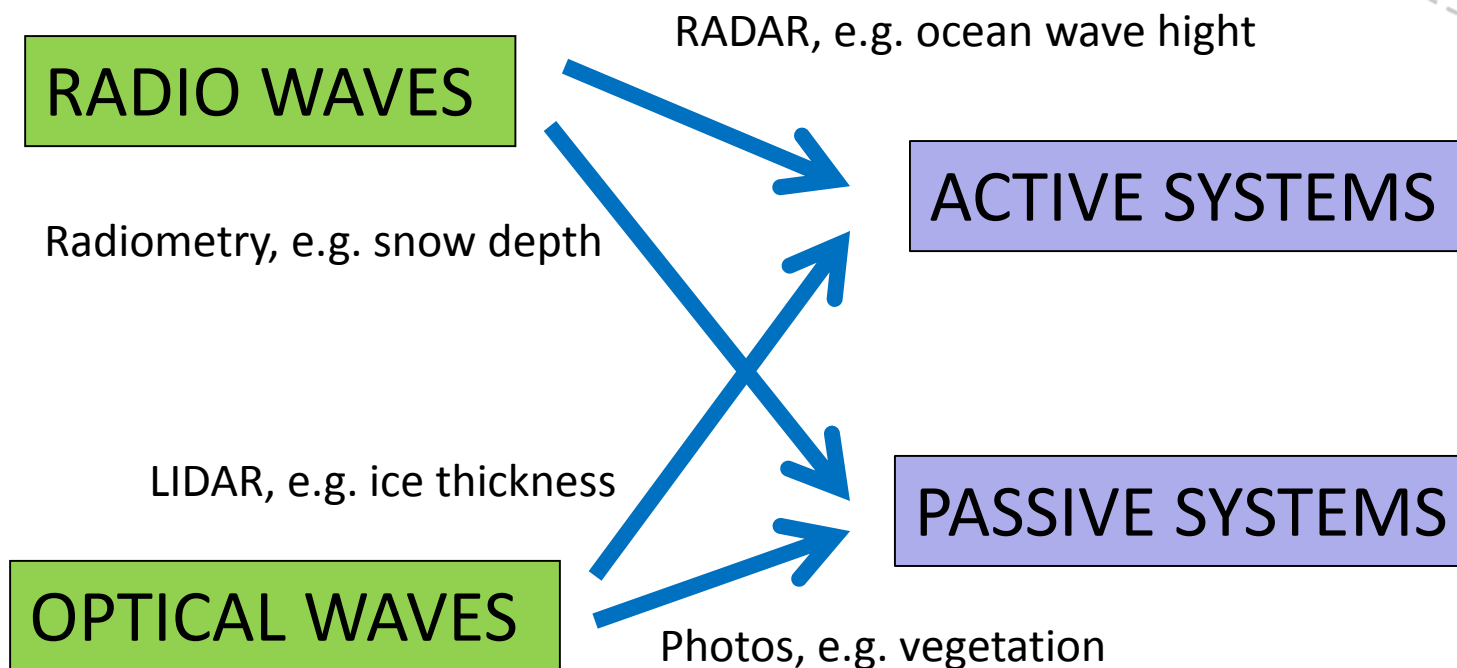 RADAR, e.g. ocean wave hight
RADIO WAVES
ACTIVE SYSTEMS
Radiometry, e.g. snow depth
LIDAR, e.g. ice thickness
PASSIVE SYSTEMS
OPTICAL WAVES
Photos, e.g. vegetation